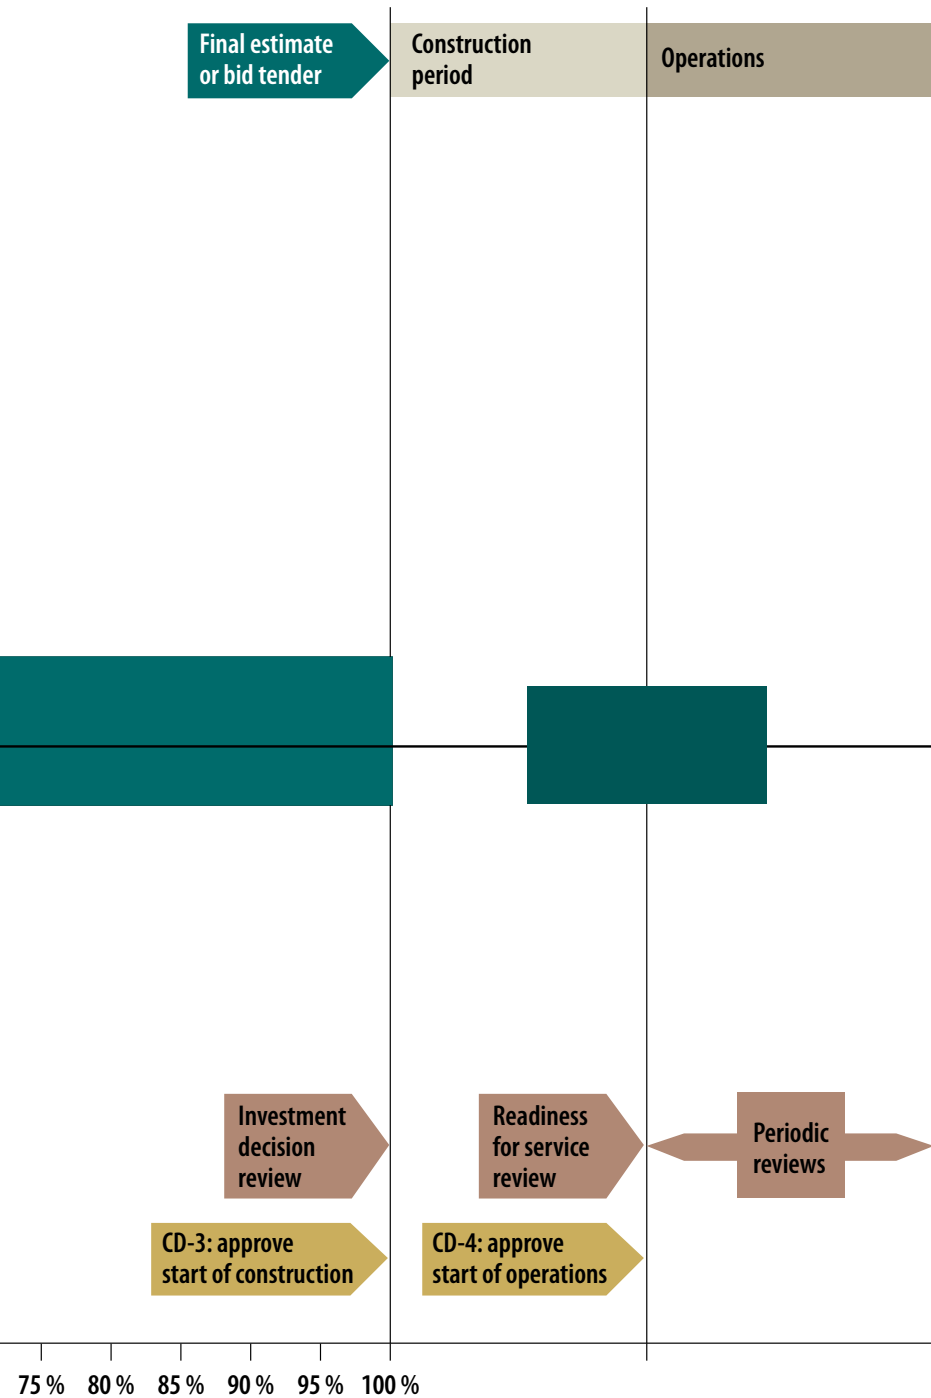 Final estimate
or bid tender
Construction
period
Operations
Investment
decision
review
Readiness
for service
review
Periodic
reviews
CD-3: approve
start of construction
CD-4: approve
start of operations
75 % 80 % 85 % 90 % 95 % 100 %